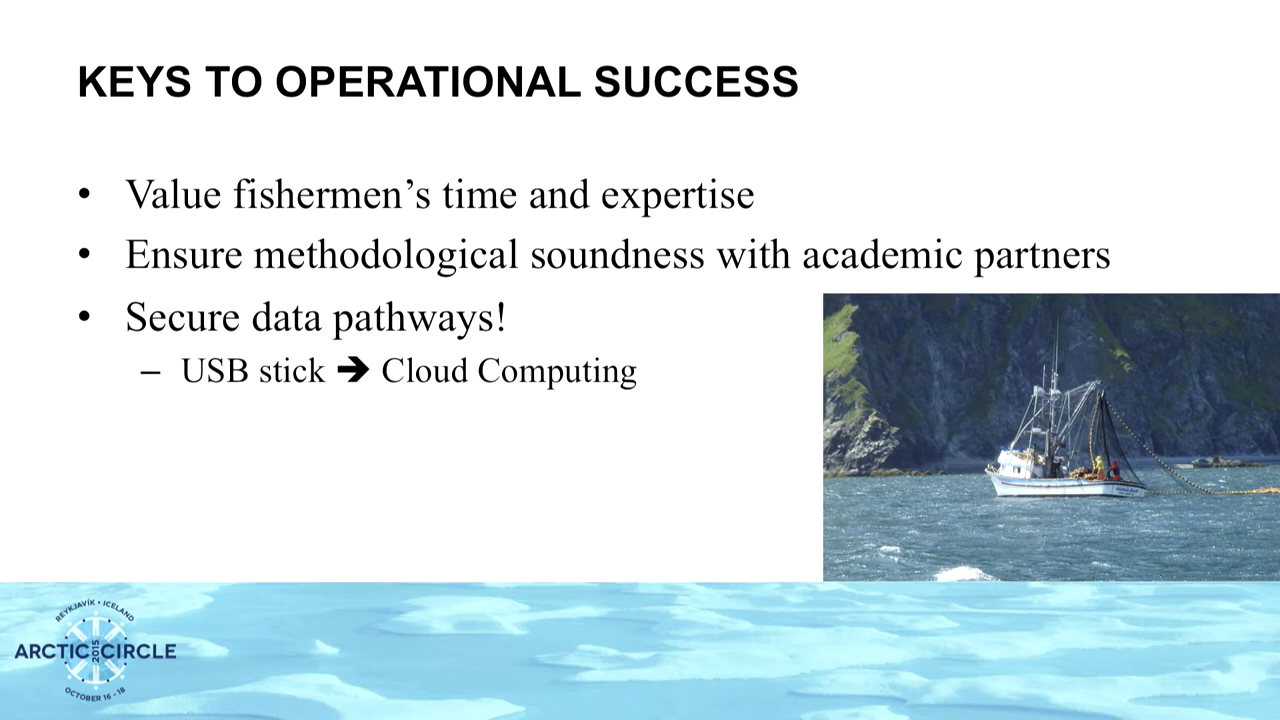 KEYS TO OPERATIONAL SUCCESS
• Value fishermen’s time and expertise
• Ensure methodological soundness with academic partners
• Secure data pathways!
– USB stick ➔ Cloud Computing
REYKJAVÍK • ICELAND
ARCTIC CIRCLE
2015
OCTOBER 16 - 18